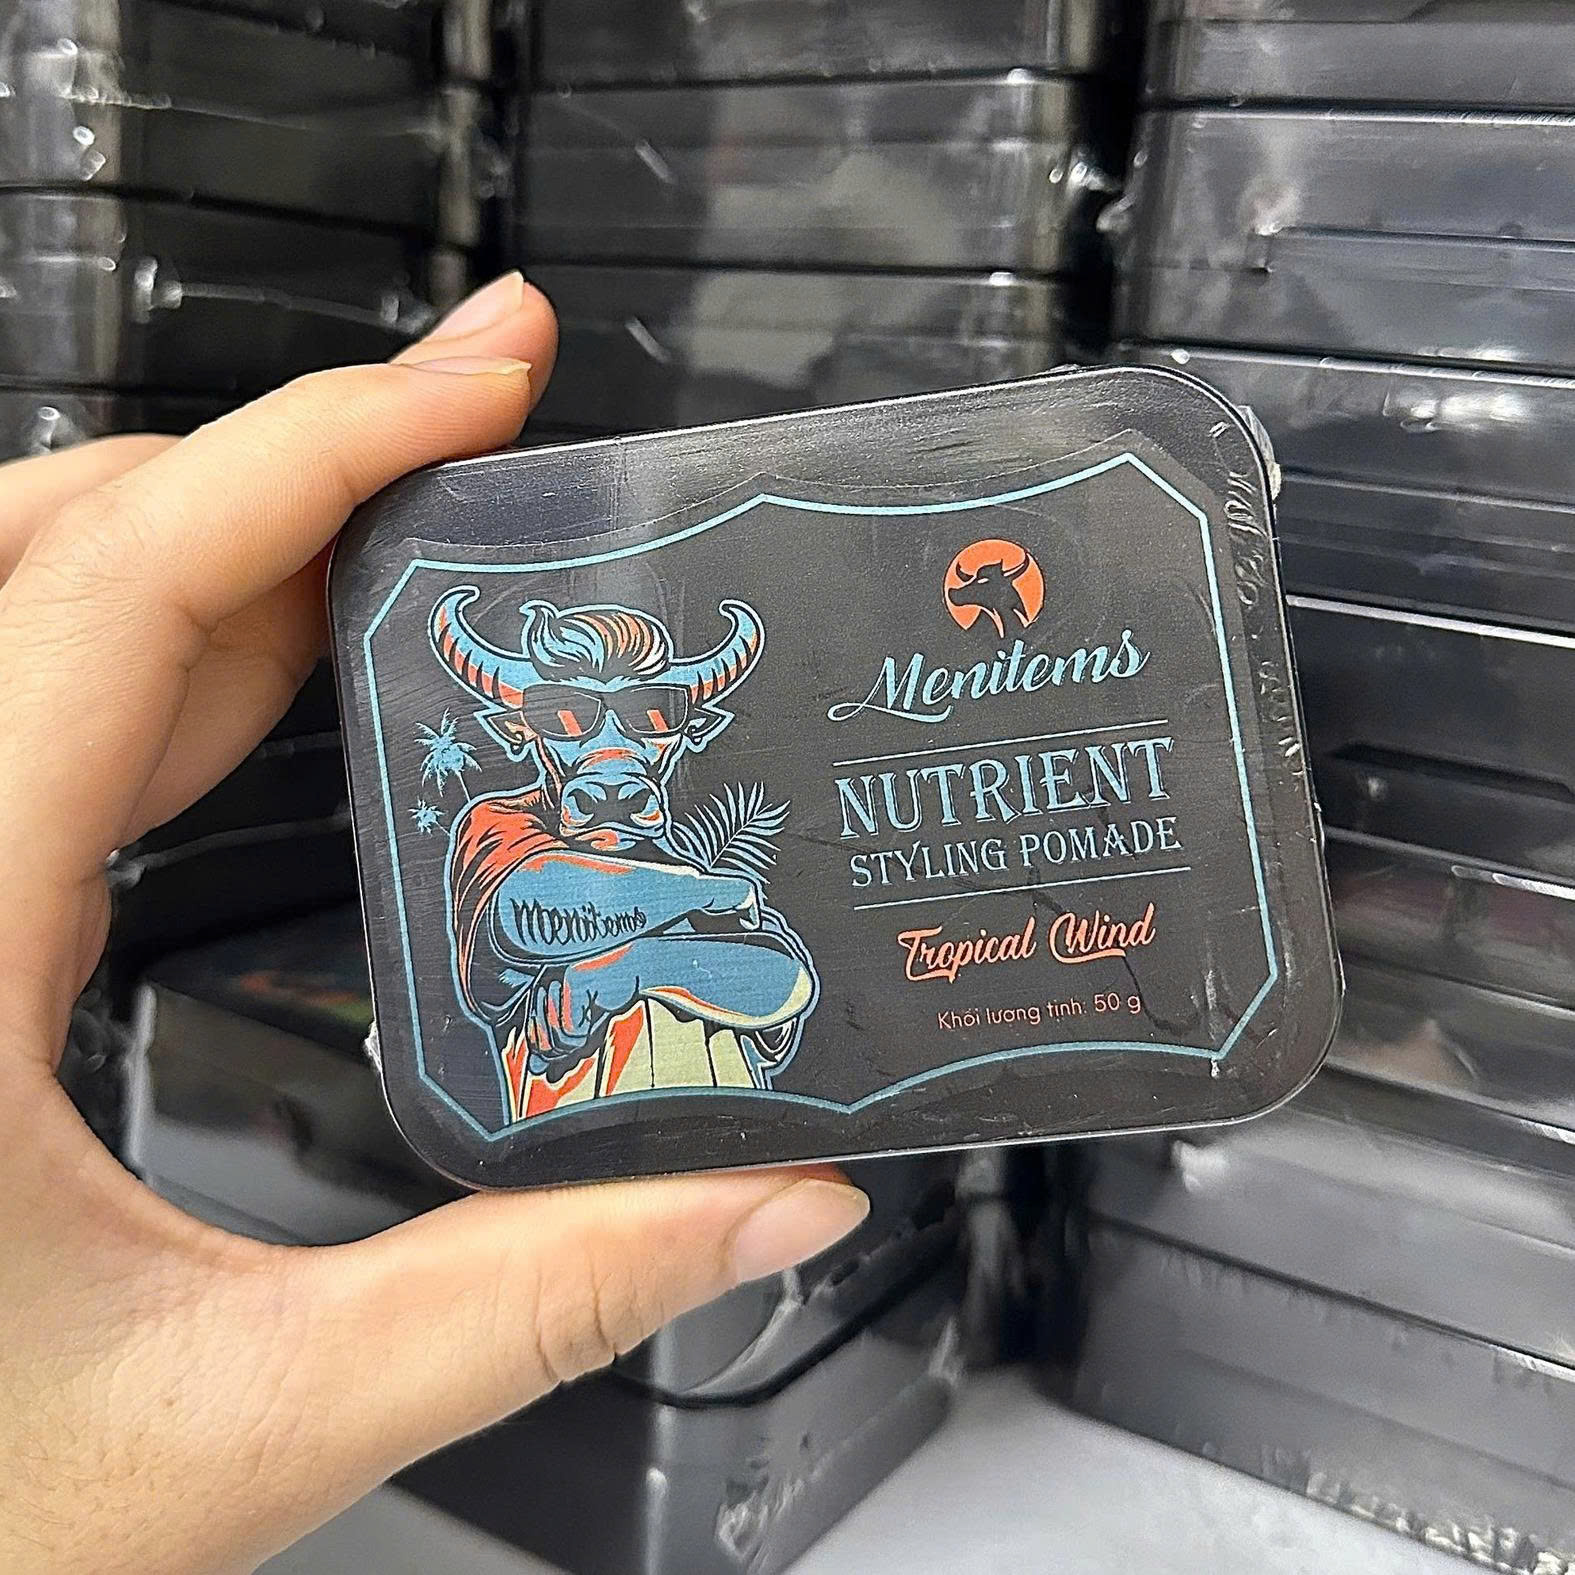 Menitems
NUTRIENT
STYLING POMADE
Tropical Wind
Khối lượng tịnh: 50 g
Menitems